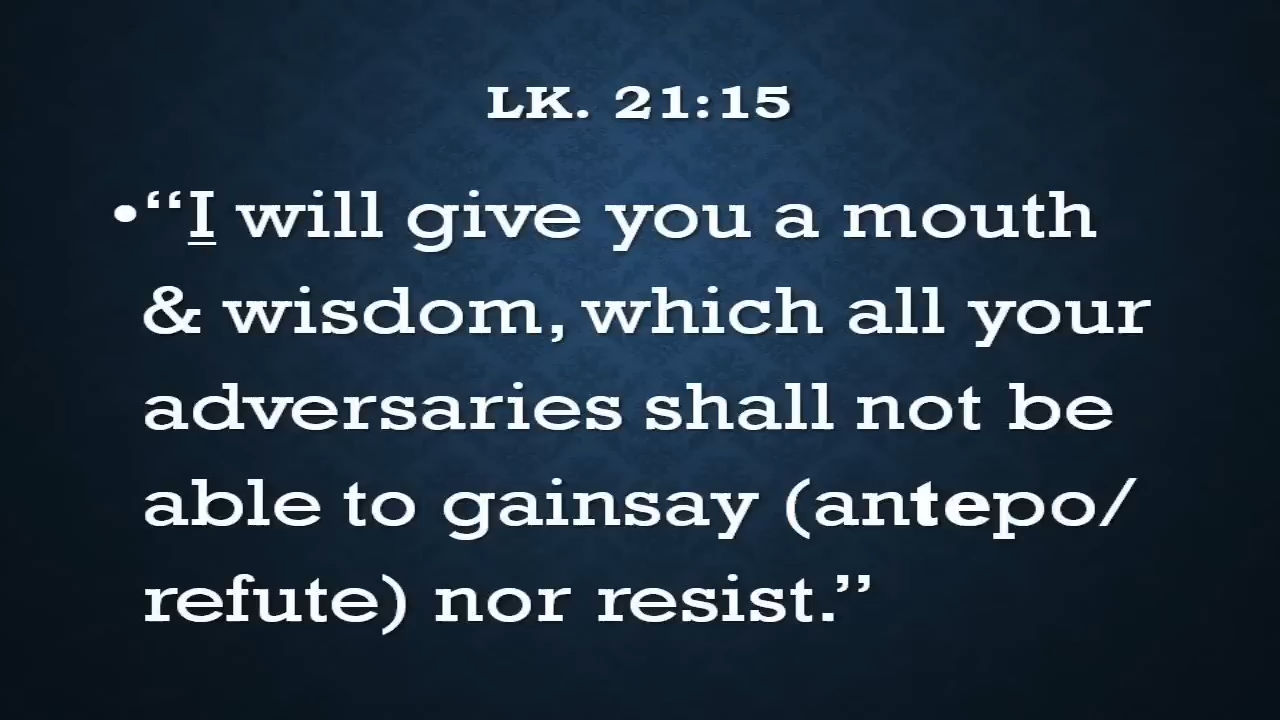 LK. 21:15
•“I will give you a mouth
& wisdom, which all your
adversaries shall not be
able to gainsay (antepo/
refute) nor resist.”